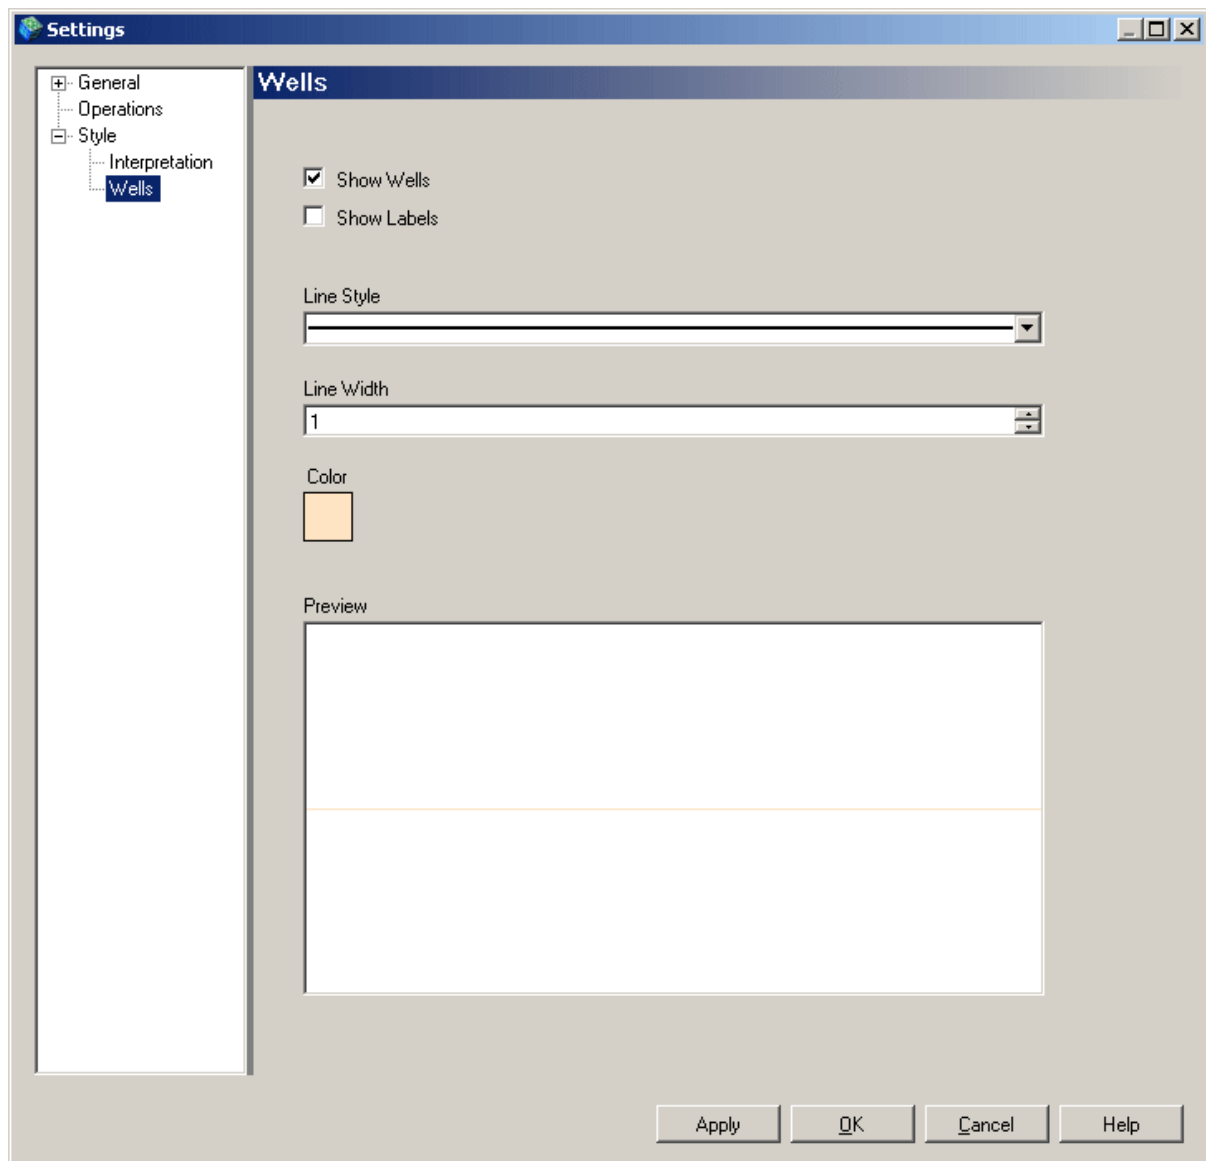 Settings
General
Operations
Style
Interpretation
Wells
Wells
Show Wells
Show Labels
Line Style
Line Width
1
Color
Preview
Apply
OK
Cancel
Help